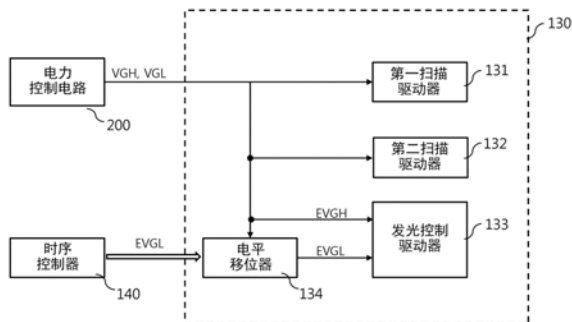 130
电力
控制电路
200
VGH, VGL
第一扫描
驱动器
131
第二扫描
驱动器
132
EVGH
发光控制
驱动器
133
时序
控制器
140
EVGL
电平
移位器
134
EVGL